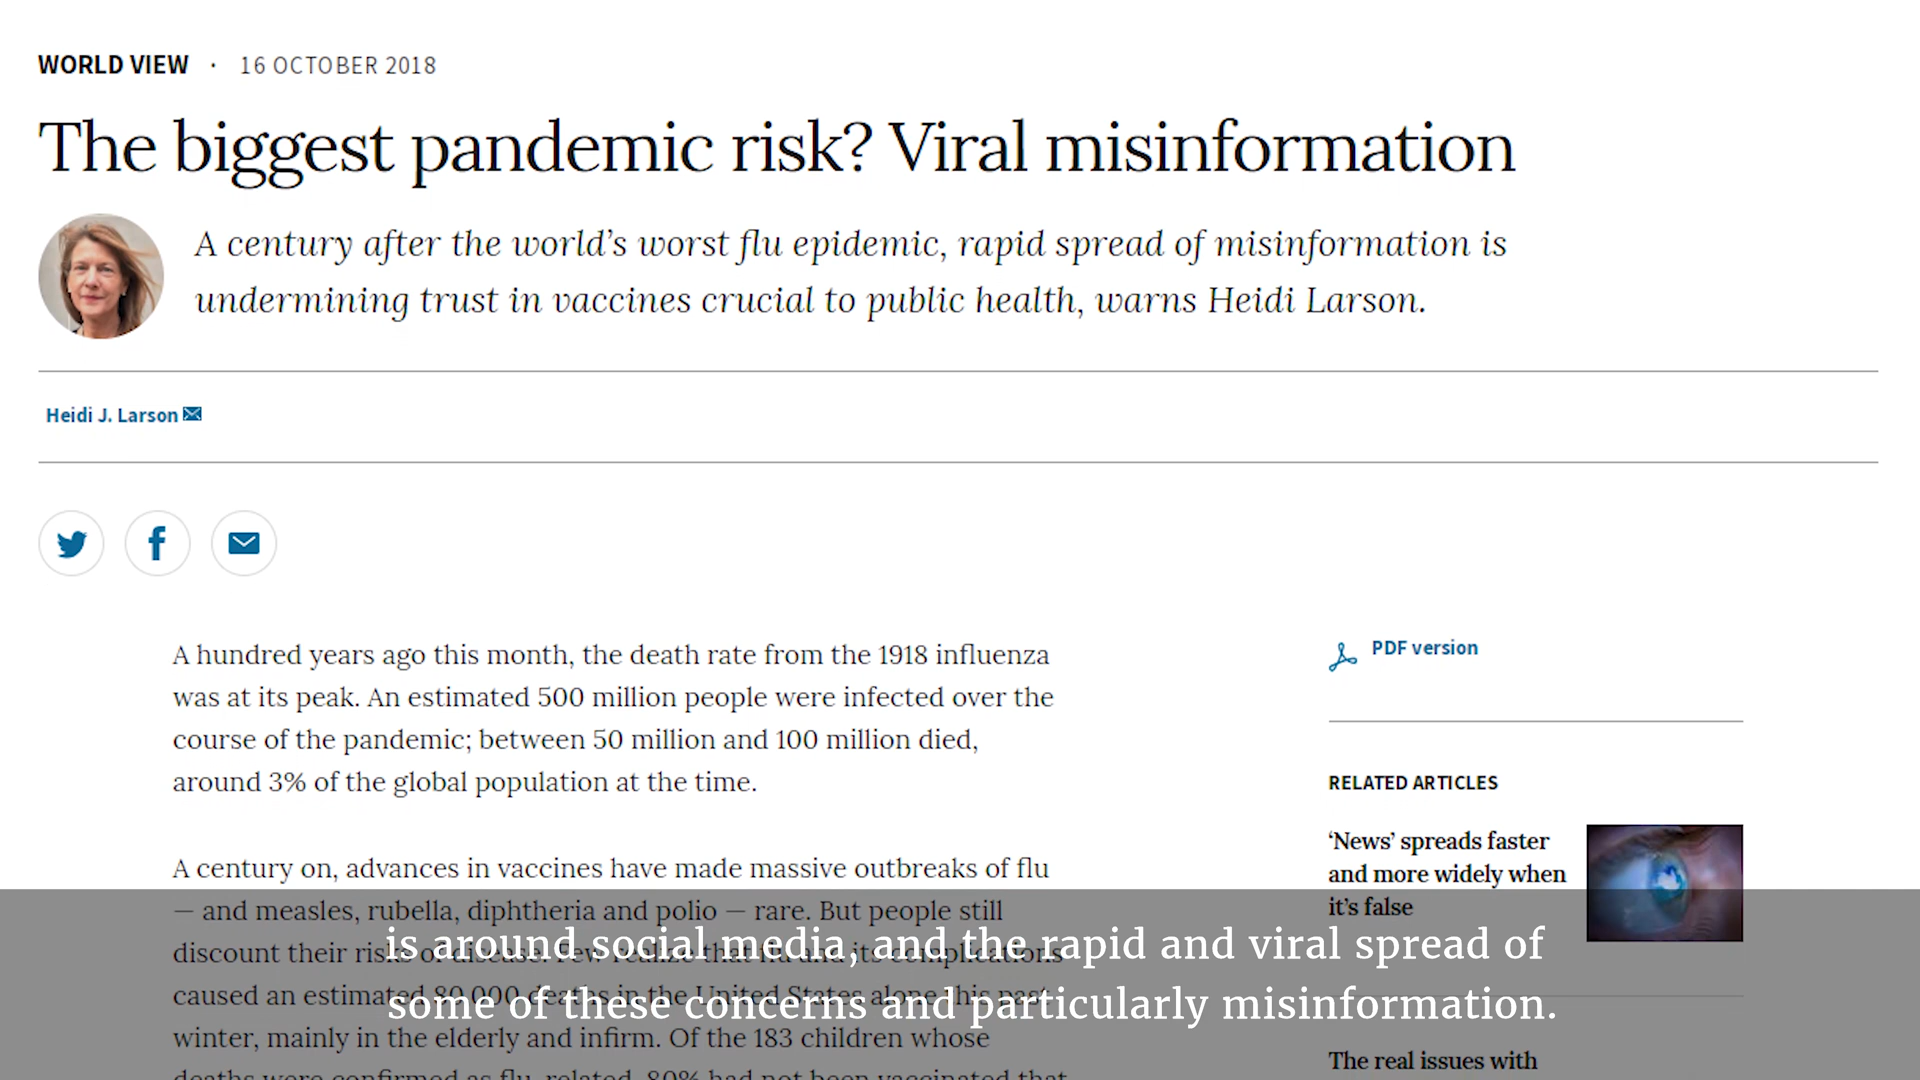 WORLD VIEW · 16 OCTOBER 2018
The biggest pandemic risk? Viral misinformation
A century after the world’s worst flu epidemic, rapid spread of misinformation is
undermining trust in vaccines crucial to public health, warns Heidi Larson.
Heidi J. Larson
A hundred years ago this month, the death rate from the 1918 influenza
was at its peak. An estimated 500 million people were infected over the
course of the pandemic; between 50 million and 100 million died,
around 3% of the global population at the time.
A century on, advances in vaccines have made massive outbreaks of flu
— and measles, rubella, diphtheria and polio — rare. But people still
discount their risks of disease. Few realize that flu and its complications
caused an estimated 80,000 deaths in the United States alone this past
winter, mainly in the elderly and infirm. Of the 183 children whose
deaths were confirmed as flu-related, 80% had not been vaccinated that
PDF version
RELATED ARTICLES
‘News’ spreads faster
and more widely when
it’s false
The real issues with
is around social media, and the rapid and viral spread of
some of these concerns and particularly misinformation.